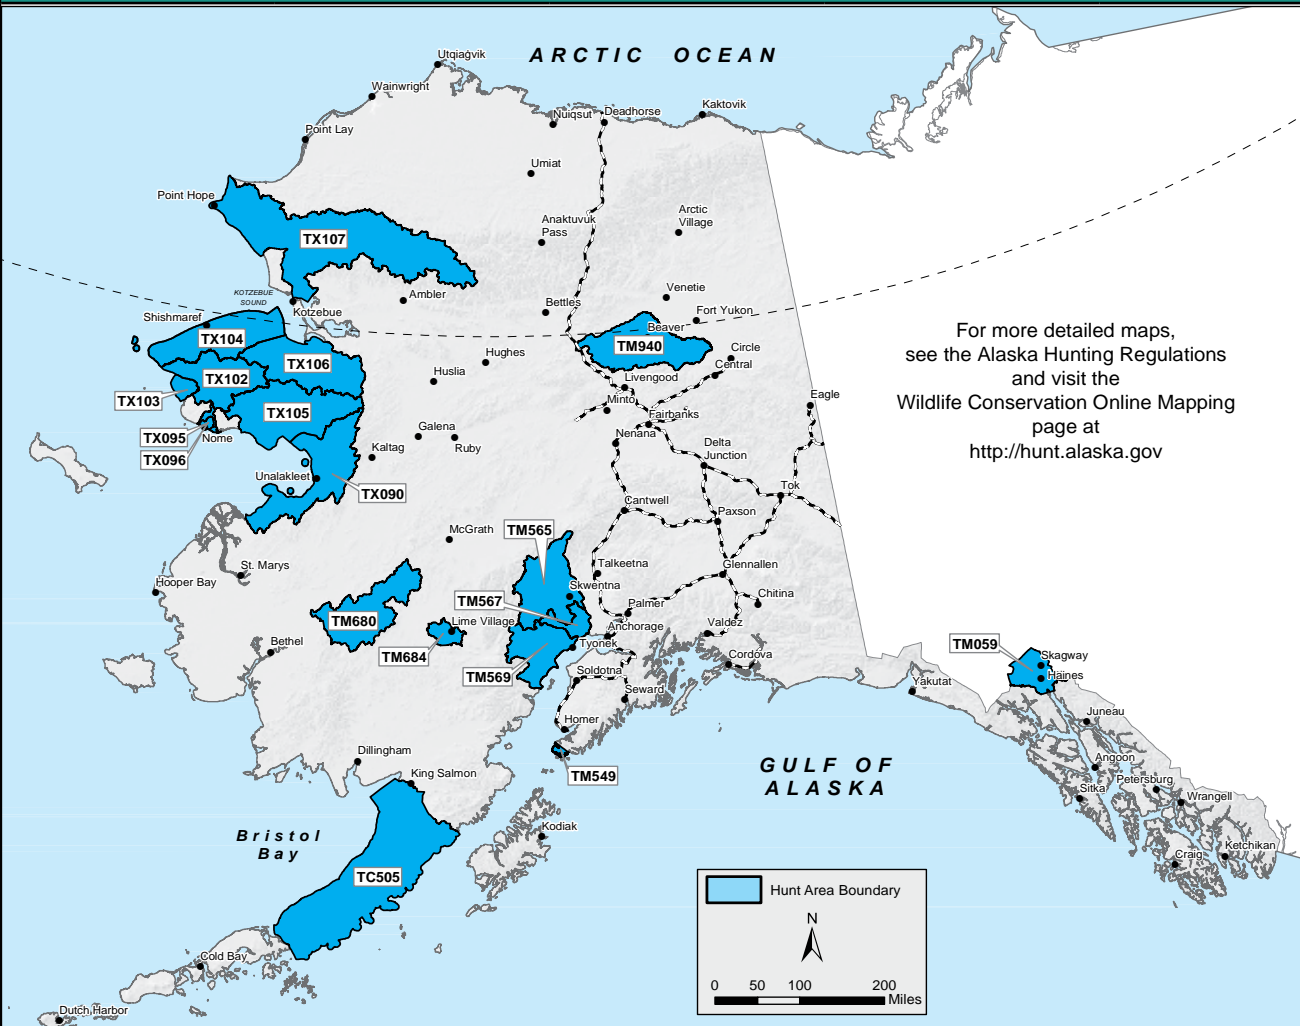 ARCTIC OCEAN
Utqiaġvik
Wainwright
Nuiqsut
Deadhorse
Kaktovik
Point Lay
Umiat
Point Hope
Anaktuvuk
Pass
Arctic
Village
TX107
KOTZEBUE
SOUND
Kotzebue
Ambler
Bettles
Venetie
Fort Yukon
Beaver
TM940
Circle
Central
Shishmaref
TX104
TX106
TX102
TX103
TX105
TX095
Nome
TX096
Hughes
Huslia
Livengood
Minto
Eagle
Fairbanks
Galena
Ruby
Kaltag
Nenana
Delta
Junction
Unalakleet
TX090
Tok
Cantwell
Paxson
For more detailed maps,
see the Alaska Hunting Regulations
and visit the
Wildlife Conservation Online Mapping
page at
http://hunt.alaska.gov
McGrath
TM565
St. Marys
Hooper Bay
Talkeetna
Glennallen
Skwentna
Chitina
TM567
Palmer
TM680
Lime Village
Anchorage
Valdez
Bethel
TM684
Tyonek
Cordova
TM569
Soldotna
Seward
TM059
Skagway
Haines
Yakutat
Juneau
Homer
TM549
Dillingham
King Salmon
GULF OF
ALASKA
Angoon
Petersburg
Sitka
Wrangell
Bristol
Bay
Kodiak
Craig
Ketchikan
TC505
Hunt Area Boundary
N
0 50 100 200
Miles
Cold Bay
Dutch Harbor